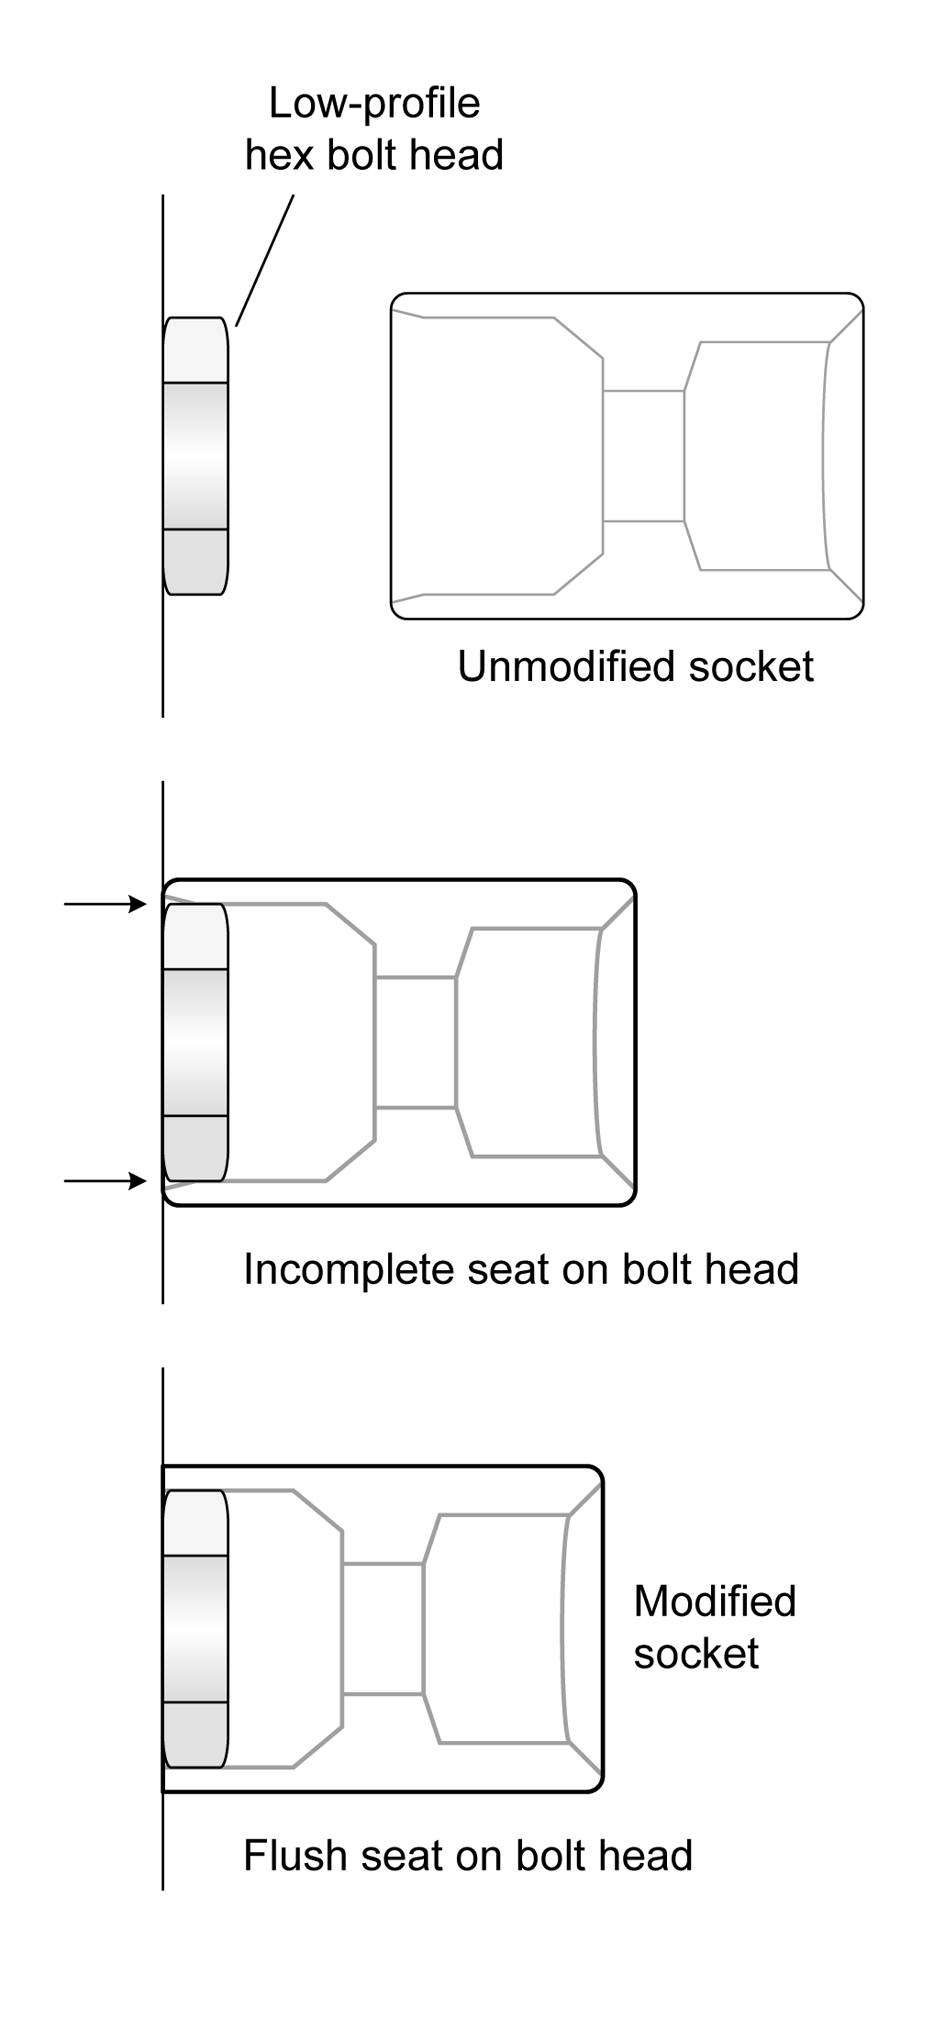 Low-profile
hex bolt head
Unmodified socket
Incomplete seat on bolt head
Modified
socket
Flush seat on bolt head